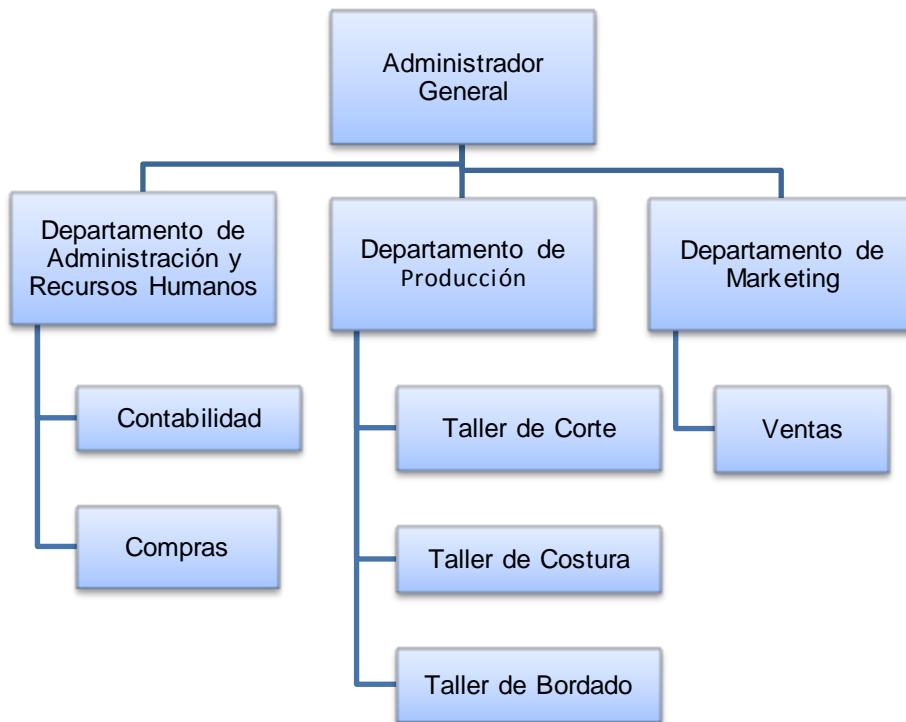 Administrador
General
Departamento de
Administración y
Recursos Humanos
Departamento de
Producción
Departamento de
Marketing
Contabilidad
Compras
Taller de Corte
Taller de Costura
Taller de Bordado
Ventas